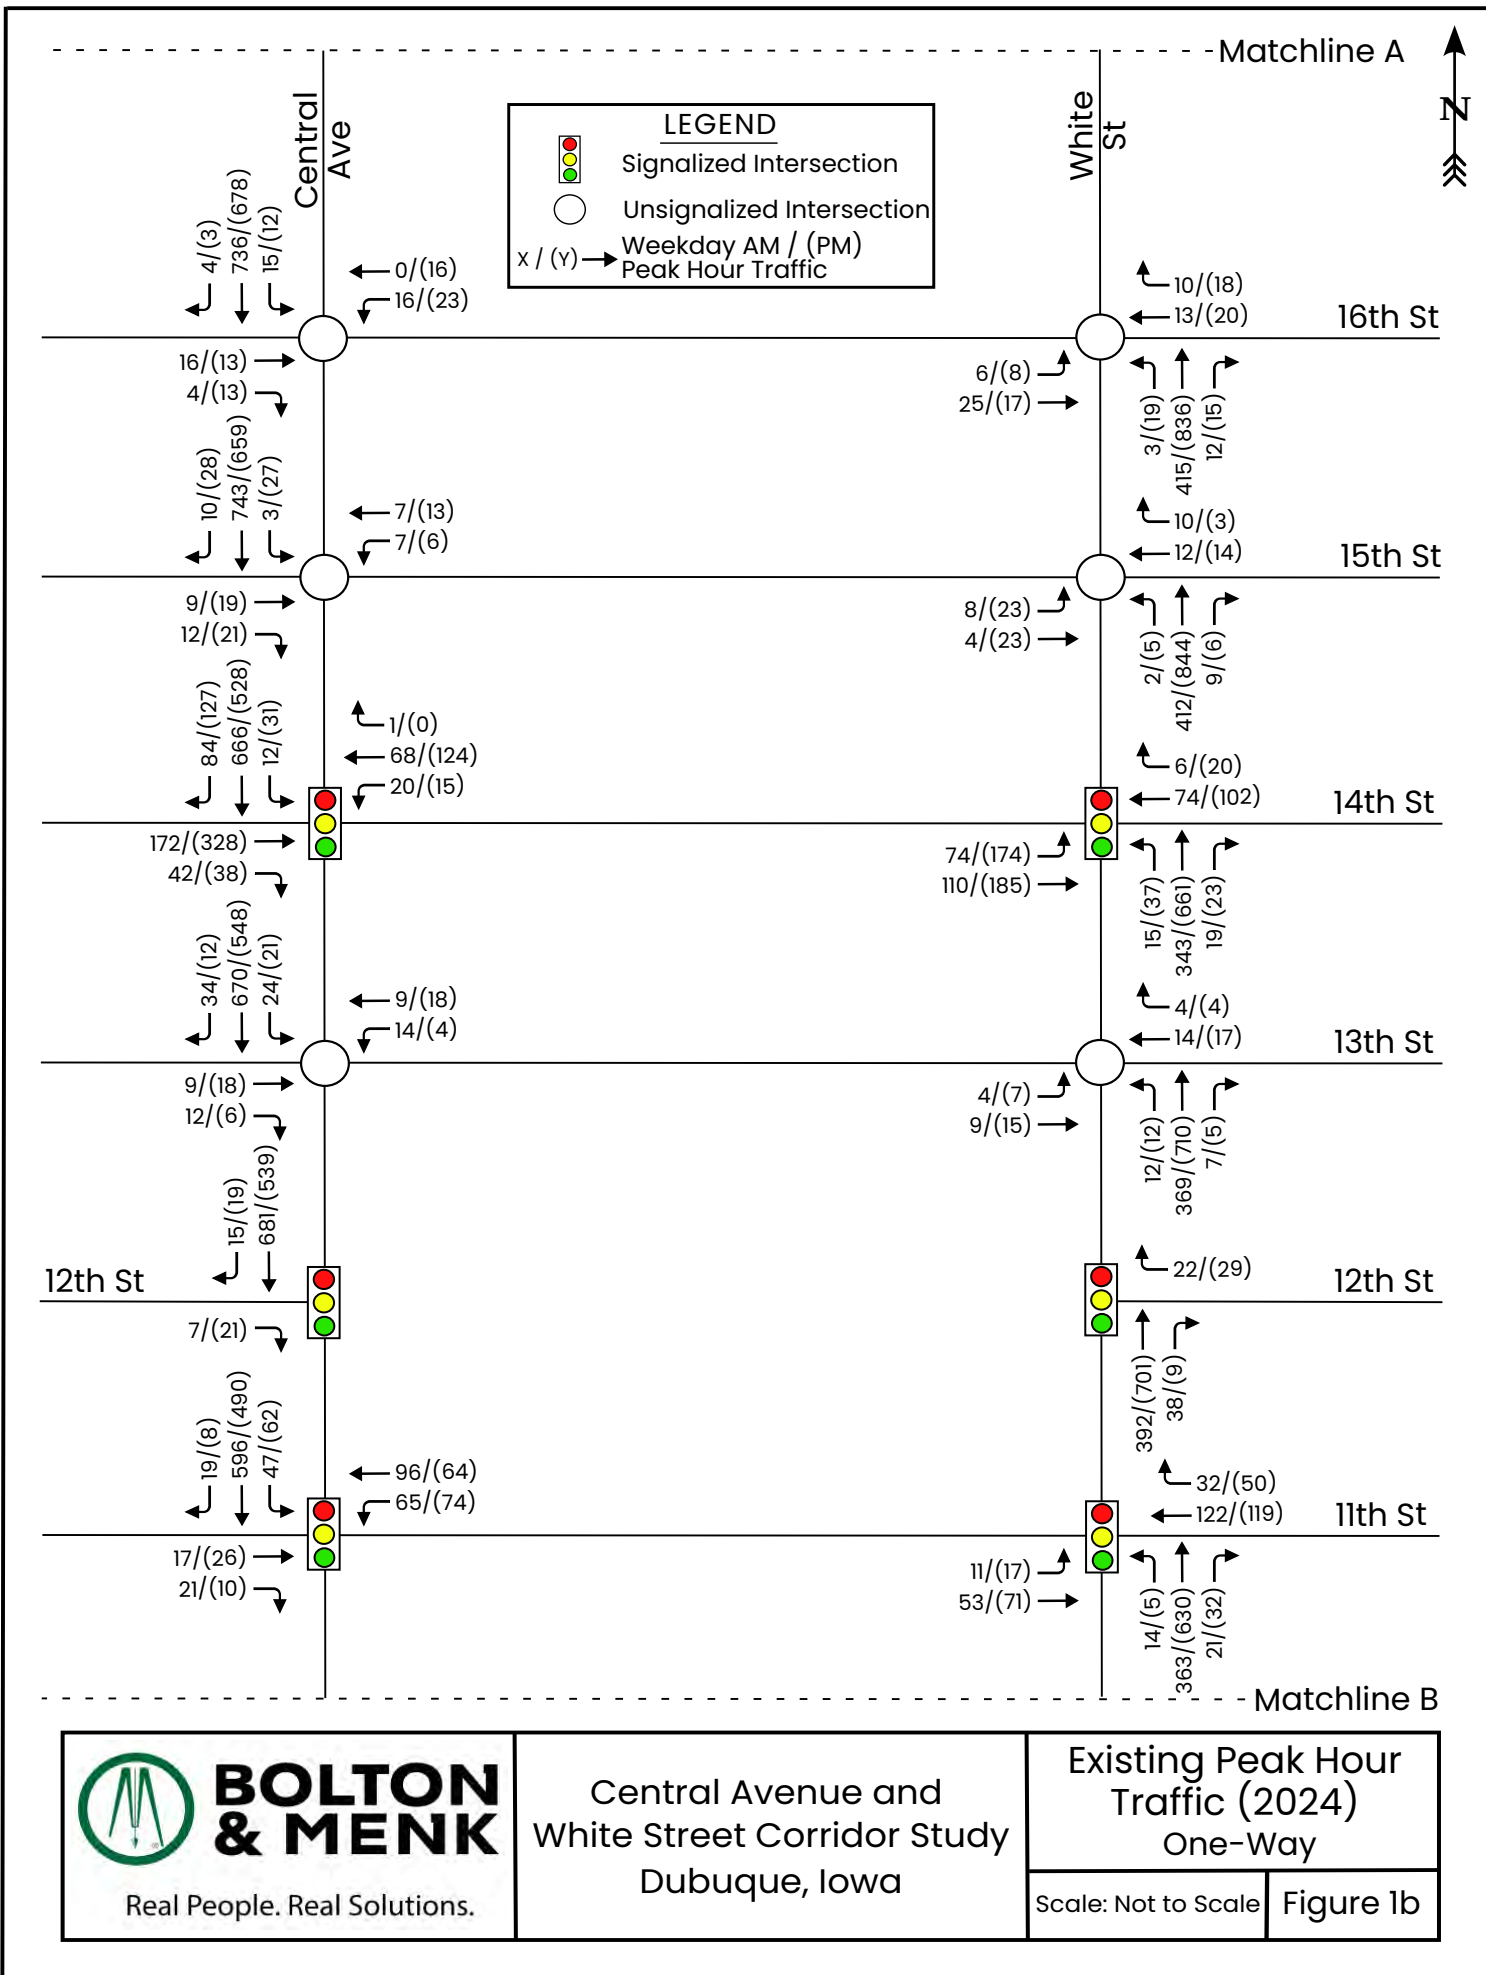 Matchline A
N
Central
Ave
White
St
LEGEND
Signalized Intersection
Unsignalized Intersection
X / (Y)
Weekday AM / (PM)
Peak Hour Traffic
4/(3)
736/(678)
15/(12)
0/(16)
16/(23)
10/(18)
13/(20)
16th St
16/(13)
4/(13)
6/(8)
25/(17)
3/(19)
415/(836)
12/(15)
10/(28)
743/(659)
3/(27)
7/(13)
7/(6)
10/(3)
12/(14)
15th St
9/(19)
12/(21)
8/(23)
4/(23)
2/(5)
412/(844)
9/(6)
84/(127)
666/(528)
12/(31)
1/(0)
68/(124)
20/(15)
6/(20)
74/(102)
14th St
172/(328)
42/(38)
74/(174)
110/(185)
15/(37)
343/(661)
19/(23)
34/(12)
670/(548)
24/(21)
9/(18)
14/(4)
4/(4)
14/(17)
13th St
9/(18)
12/(6)
4/(7)
9/(15)
12/(12)
369/(710)
7/(5)
15/(19)
681/(539)
12th St
22/(29)
12th St
7/(21)
392/(701)
38/(9)
19/(8)
596/(490)
47/(62)
96/(64)
65/(74)
32/(50)
122/(119)
11th St
17/(26)
21/(10)
11/(17)
53/(71)
14/(5)
363/(630)
21/(32)
Matchline B
BOLTON
& MENK
®
Real People. Real Solutions.
Central Avenue and
White Street Corridor Study
Dubuque, Iowa
Existing Peak Hour
Traffic (2024)
One-Way
Scale: Not to Scale
Figure 1b